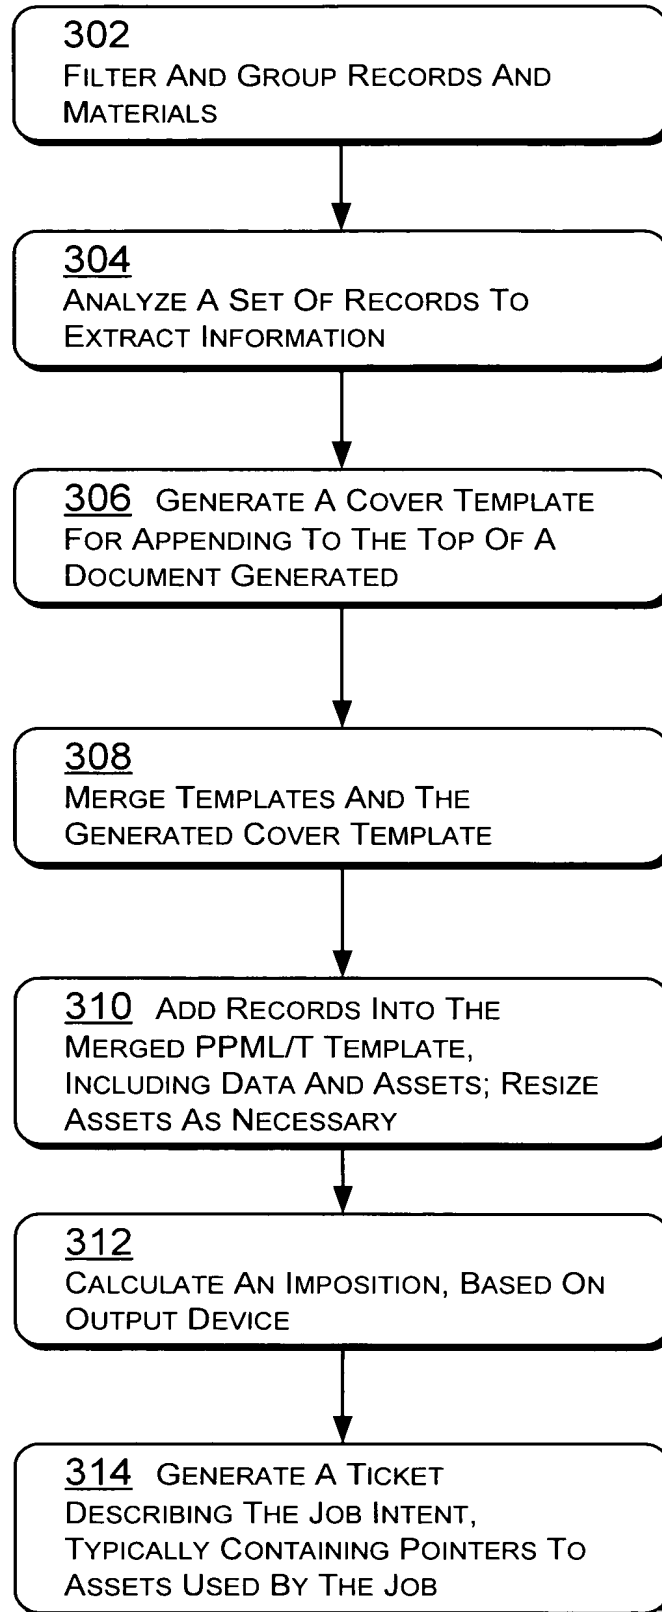 302
FILTER AND GROUP RECORDS AND
MATERIALS
304
ANALYZE A SET OF RECORDS TO
EXTRACT INFORMATION
306 GENERATE A COVER TEMPLATE
FOR APPENDING TO THE TOP OF A
DOCUMENT GENERATED
308
MERGE TEMPLATES AND THE
GENERATED COVER TEMPLATE
310 ADD RECORDS INTO THE
MERGED PPML/T TEMPLATE,
INCLUDING DATA AND ASSETS; RESIZE
ASSETS AS NECESSARY
312
CALCULATE AN IMPOSITION, BASED ON
OUTPUT DEVICE
314 GENERATE A TICKET
DESCRIBING THE JOB INTENT,
TYPICALLY CONTAINING POINTERS TO
ASSETS USED BY THE JOB